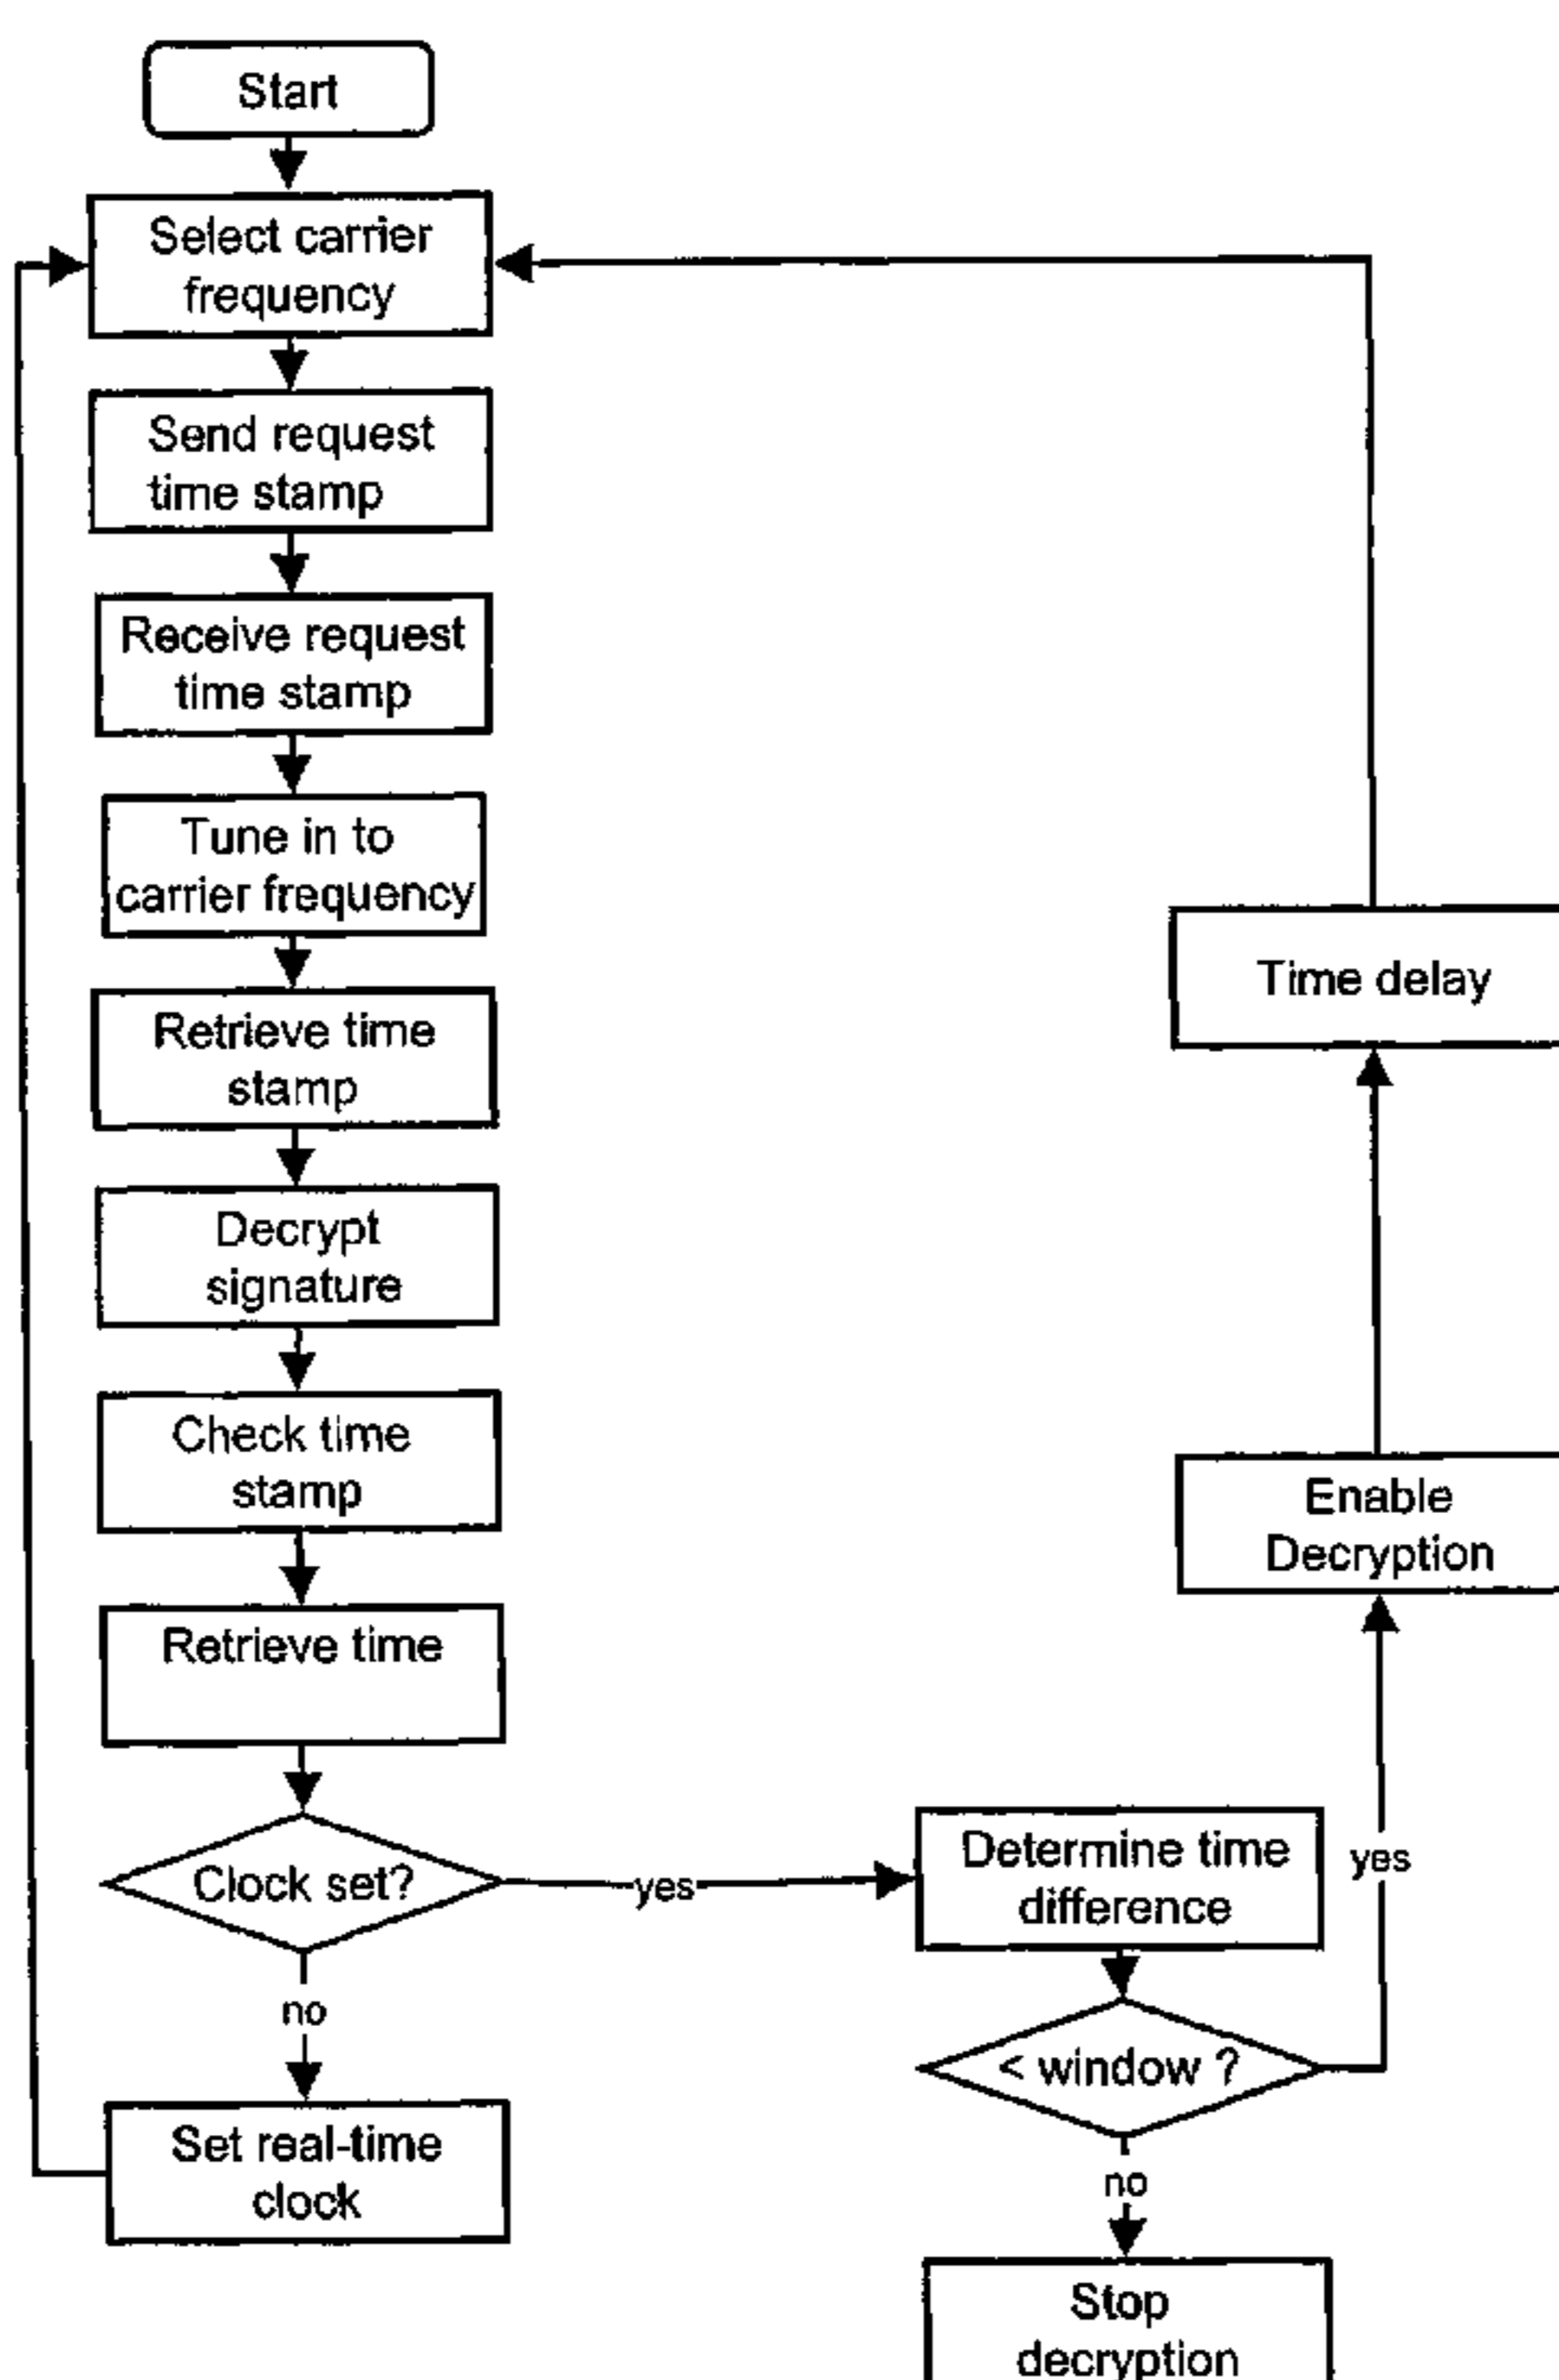 Start
Select carrier
frequency
Send request
time stamp
Receive request
time stamp
Tune in to
carrier frequency
Retrieve time
stamp
Decrypt
signature
Check time
stamp
Retrieve time
Clock set?
yes
no
Set real-time
clock
Determine time
difference
< window ?
yes
no
Stop
decryption
Enable
Decryption
Time delay